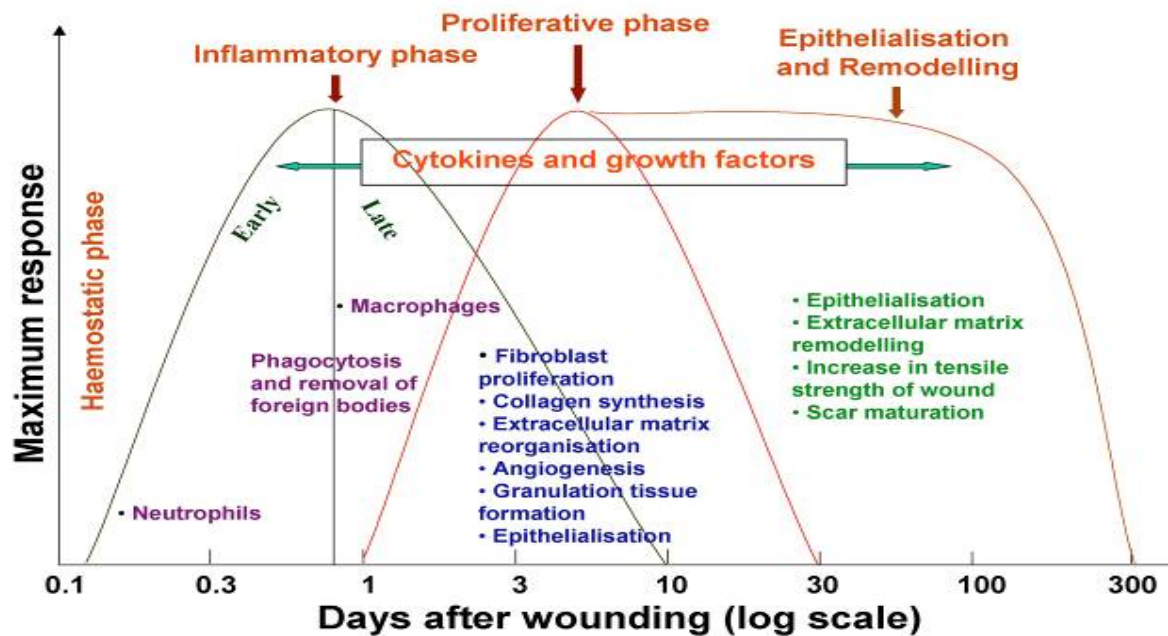 Proliferative phase
Inflammatory phase
Epithelialisation
and Remodelling
Cytokines and growth factors
Early
Late
Maximum response
Haemostatic phase
• Macrophages
Phagocytosis
and removal of
foreign bodies
• Neutrophils
• Fibroblast
proliferation
• Collagen synthesis
• Extracellular matrix
reorganisation
• Angiogenesis
• Granulation tissue
formation
• Epithelialisation
• Epithelialisation
• Extracellular matrix
remodelling
• Increase in tensile
strength of wound
• Scar maturation
0.1 0.3 1 3 10 30 100 300
Days after wounding (log scale)